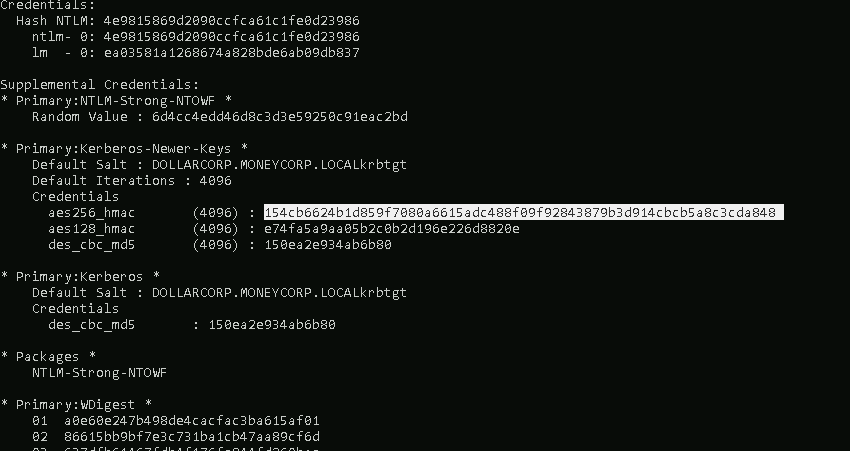 Credentials:
Hash NTLM: 4e9815869d2090ccfca61c1fe0d23986
ntlm- 0: 4e9815869d2090ccfca61c1fe0d23986
lm  - 0: ea03581a1268674a828bde6ab09db837
Supplemental Credentials:
* Primary:NTLM-Strong-NTOWF *
Random Value : 6d4cc4edd46d8c3d3e59250c91eac2bd
* Primary:Kerberos-Newer-Keys *
Default Salt : DOLLARCORP.MONEYCORP.LOCALkrbtgt
Default Iterations : 4096
Credentials
aes256_hmac       (4096) : 154cb6624b1d859f7080a6615adc488f09f92843879b3d914cbcb5a8c3cda848
aes128_hmac       (4096) : e74fa5a9aa05b2c0b2d196e226d8820e
des_cbc_md5       (4096) : 150ea2e934ab6b80
* Primary:Kerberos *
Default Salt : DOLLARCORP.MONEYCORP.LOCALkrbtgt
Credentials
des_cbc_md5       : 150ea2e934ab6b80
* Packages *
NTLM-Strong-NTOWF
* Primary:WDigest *
01  a0e60e247b498de4cacfac3ba615af01
02  86615bb9bf7e3c731ba1cb47aa89cf6d